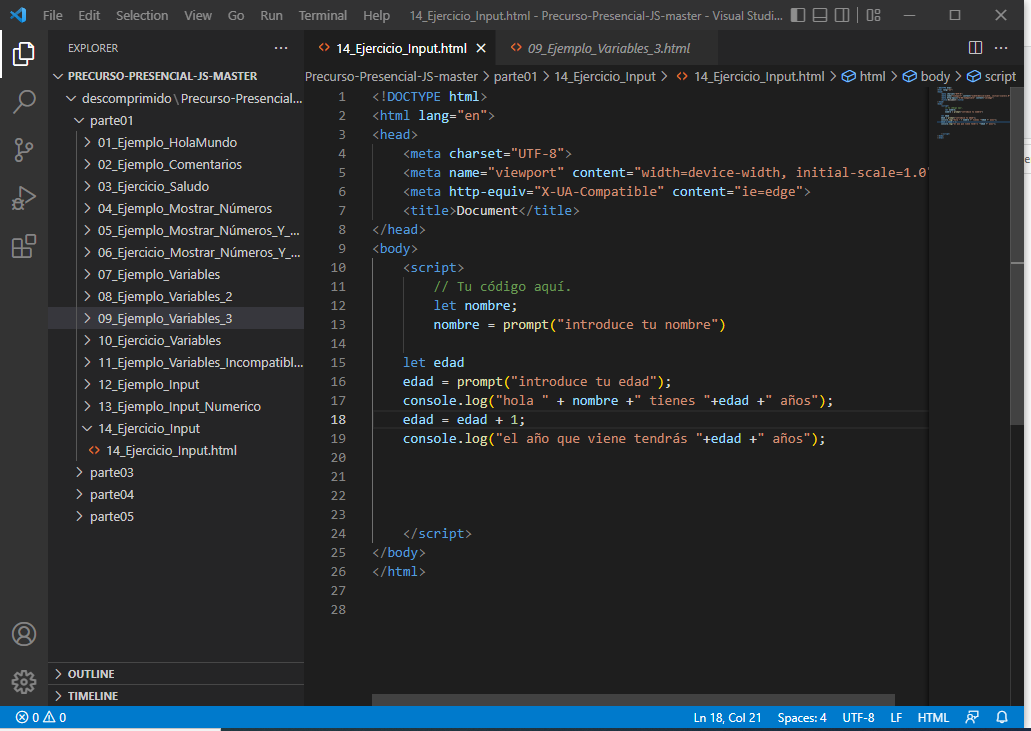 File Edit Selection View Go Run Terminal Help 14_Ejercicio_Input.html - Precurso-Presencial-JS-master - Visual Studi...
EXPLORER
PRECURSO-PRESENCIAL-JS-MASTER
descomprimido\Precurso-Presencial...
parte01
01_Ejemplo_HolaMundo
02_Ejemplo_Comentarios
03_Ejercicio_Saludo
04_Ejemplo_Mostrar_Números
05_Ejemplo_Mostrar_Números_Y_...
06_Ejercicio_Mostrar_Números_Y_...
07_Ejemplo_Variables
08_Ejemplo_Variables_2
09_Ejemplo_Variables_3
10_Ejercicio_Variables
11_Ejemplo_Variables_Incompatibl...
12_Ejemplo_Input
13_Ejemplo_Input_Numerico
14_Ejercicio_Input
14_Ejercicio_Input.html
parte03
parte04
parte05
OUTLINE
TIMELINE
14_Ejercicio_Input.html 09_Ejemplo_Variables_3.html
Precurso-Presencial-JS-master > parte01 > 14_Ejercicio_Input > 14_Ejercicio_Input.html > html > body > script
1 <!DOCTYPE html>
2 <html lang="en">
3 <head>
4 <meta charset="UTF-8">
5 <meta name="viewport" content="width=device-width, initial-scale=1.0"
6 <meta http-equiv="X-UA-Compatible" content="ie=edge">
7 <title>Document</title>
8 </head>
9 <body>
10 <script>
11 // Tu código aquí.
12 let nombre;
13 nombre = prompt("introduce tu nombre")
14
15 let edad
16 edad = prompt("introduce tu edad");
17 console.log("hola " + nombre +" tienes "+edad +" años");
18 edad = edad + 1;
19 console.log("el año que viene tendrás "+edad +" años");
20
21
22
23
24 </script>
25 </body>
26 </html>
27
28
0 0 Ln 18, Col 21 Spaces: 4 UTF-8 LF HTML